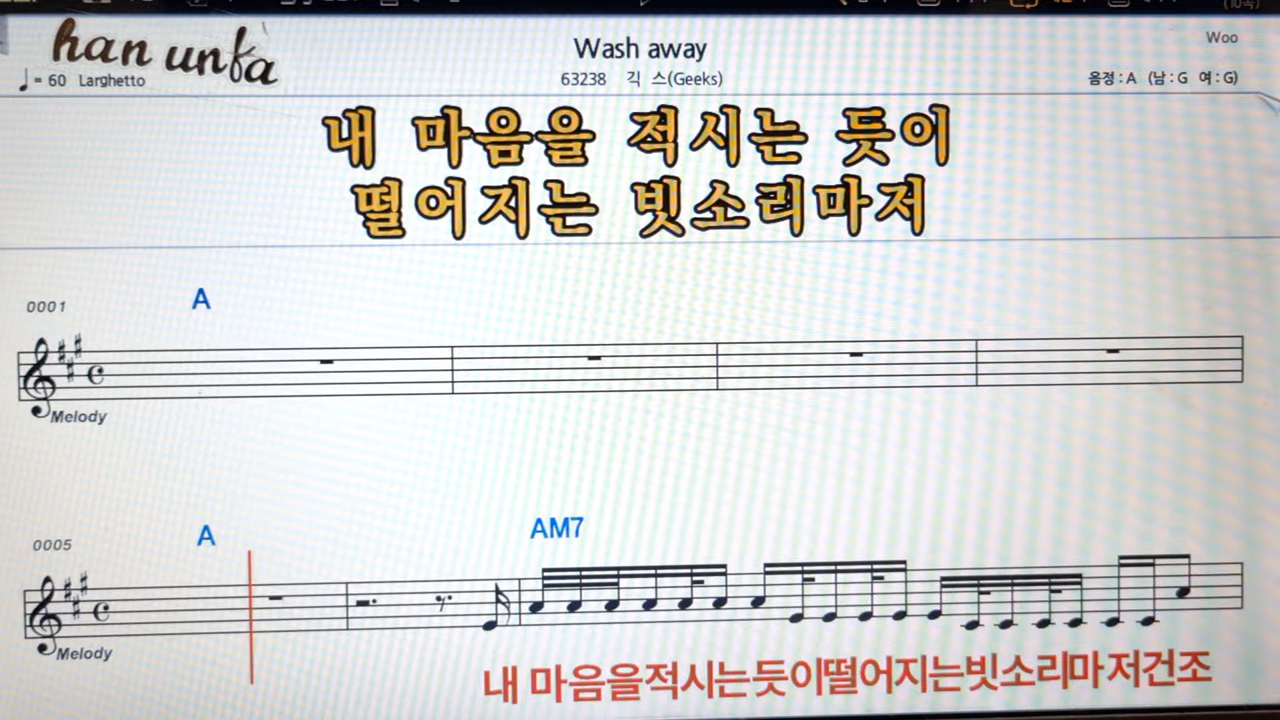 han unfa
Wash away
Woo
♩= 60 Larghetto
63238 긱 스(Geeks)
음정 : A (남 : G 여 : G)
내 마음을 적시는 듯이
떨어지는 빗소리마저
0001
A
Melody
0005
A
AM7
Melody
내 마음을적시는듯이떨어지는빗소리마저건조